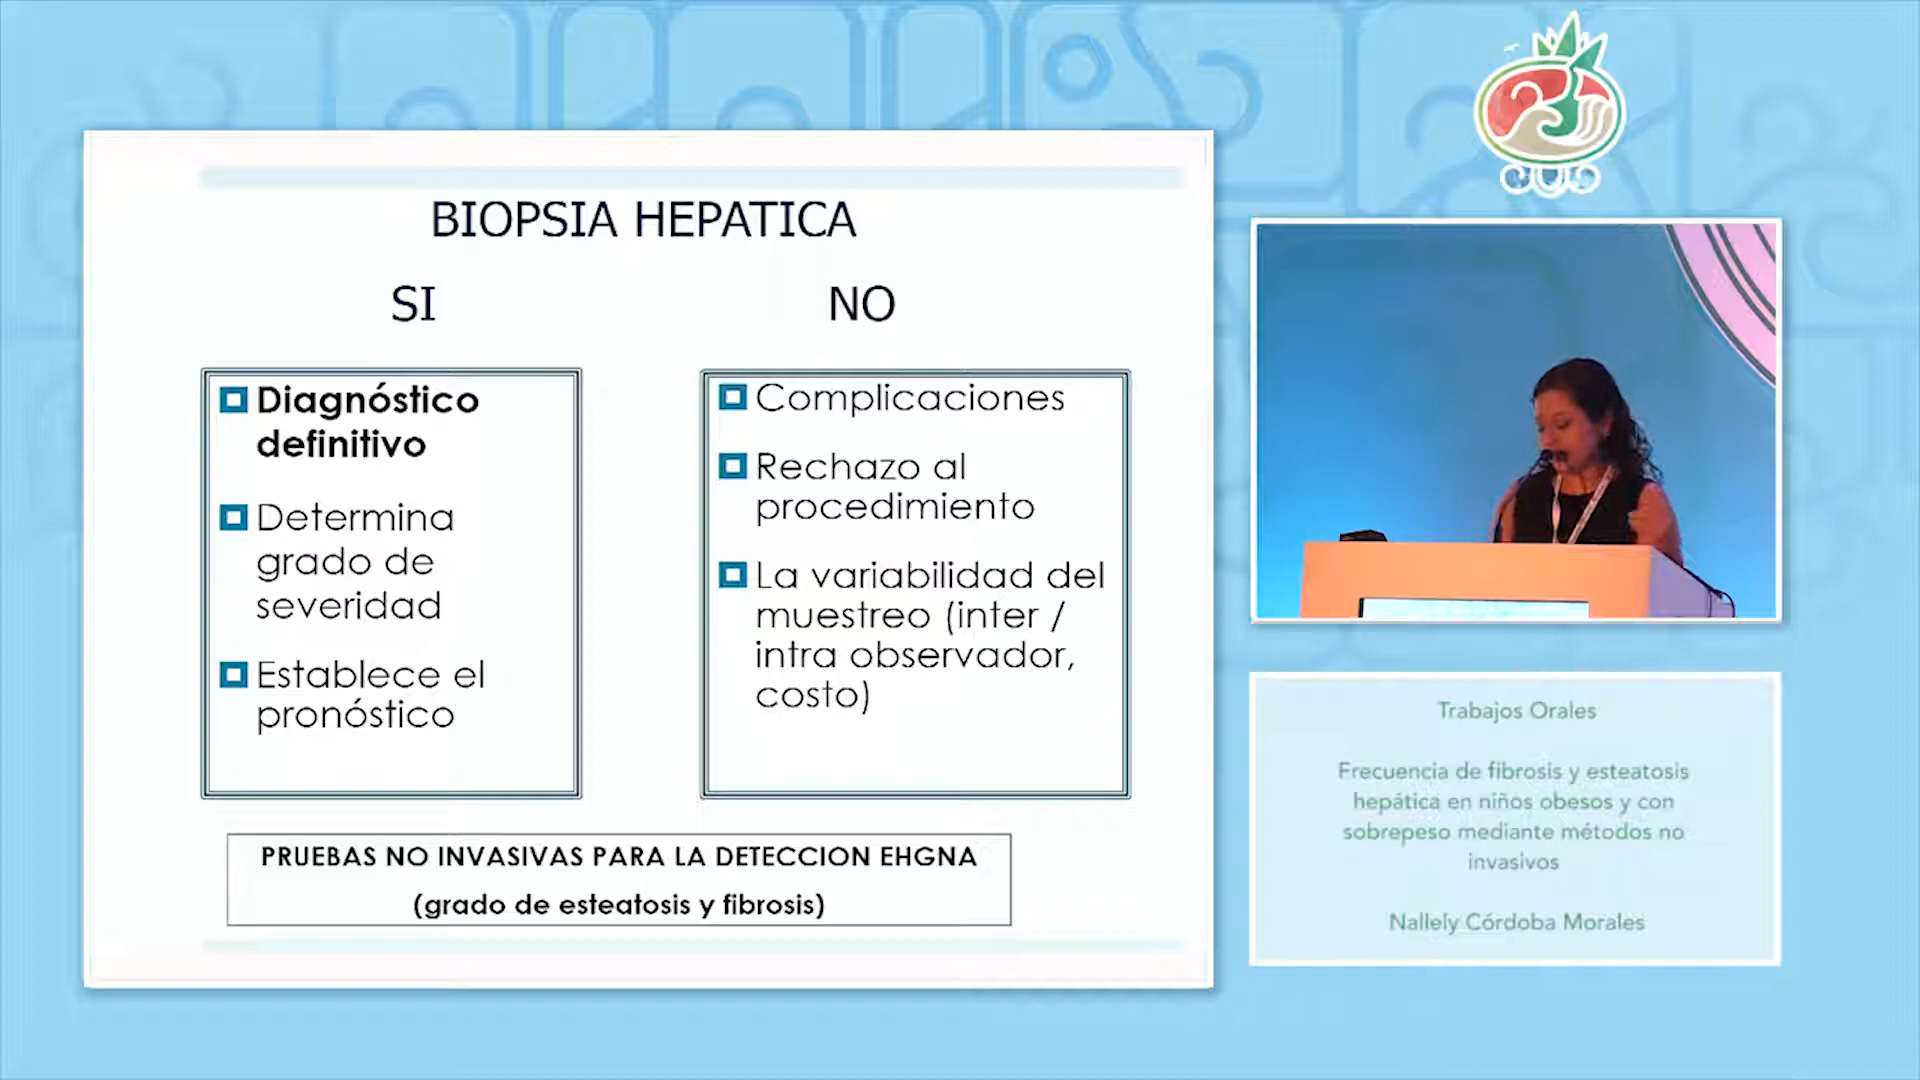 BIOPSIA HEPATICA
SI
NO
Diagnóstico
definitivo
Determina
grado de
severidad
Establece el
pronóstico
Complicaciones
Rechazo al
procedimiento
La variabilidad del
muestreo (inter /
intra observador,
costo)
PRUEBAS NO INVASIVAS PARA LA DETECCION EHGNA
(grado de esteatosis y fibrosis)
Trabajos Orales
Frecuencia de fibrosis y esteatosis
hepática en niños obesos y con
sobrepeso mediante métodos no
invasivos
Nallely Córdoba Morales